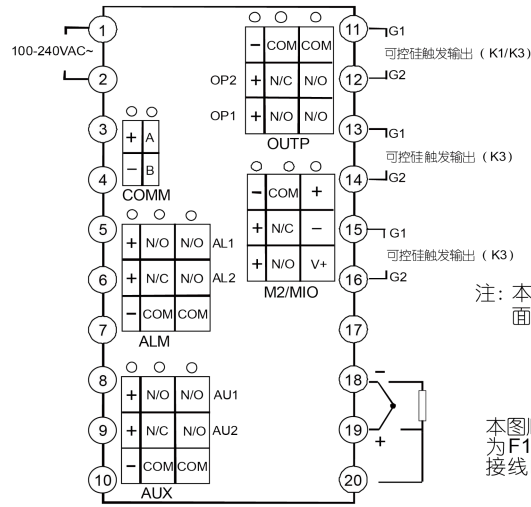 1
100-240VAC~
2
3
+ A
4
− B
COMM
5
+ N/O N/O AL1
6
+ N/C N/O AL2
7
− COM COM
ALM
8
+ N/O N/O AU1
9
+ N/C N/O AU2
10
− COM COM
AUX
− COM COM
OP2 + N/C N/O
OP1 + N/O N/O
OUTP
− COM +
+ N/C −
+ N/O V+
M2/MIO
11 G1
可控硅触发输出（K1/K3）
12 G2
13 G1
可控硅触发输出（K3）
14 G2
15 G1
可控硅触发输出（K3）
16 G2
17
18 −
19 +
20
注：本
面
本图
为F1
接线